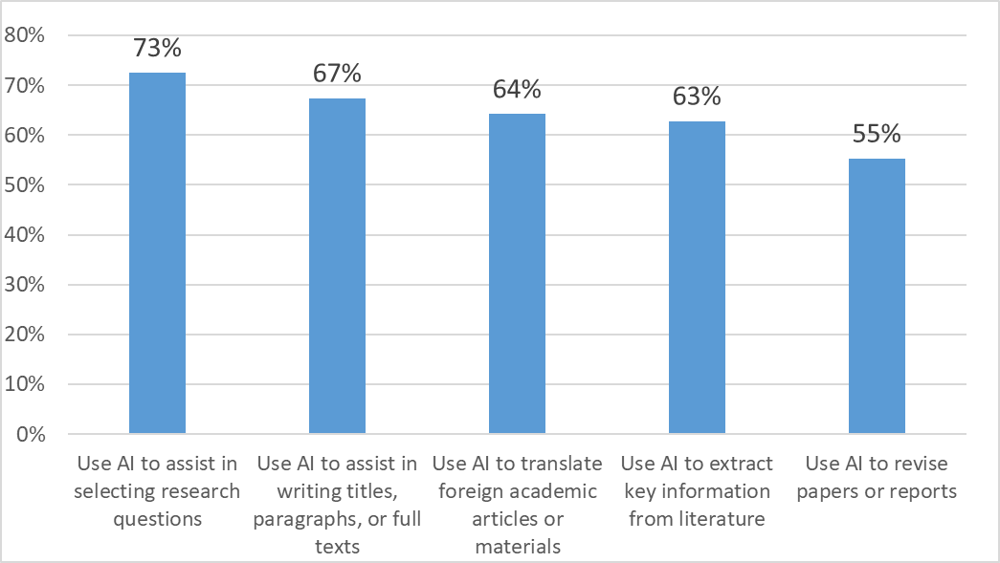 80%
70%
60%
50%
40%
30%
20%
10%
0%
73%
67%
64%
63%
55%
Use AI to assist in
selecting research
questions
Use AI to assist in
writing titles,
paragraphs, or full
texts
Use AI to translate
foreign academic
articles or
materials
Use AI to extract
key information
from literature
Use AI to revise
papers or reports